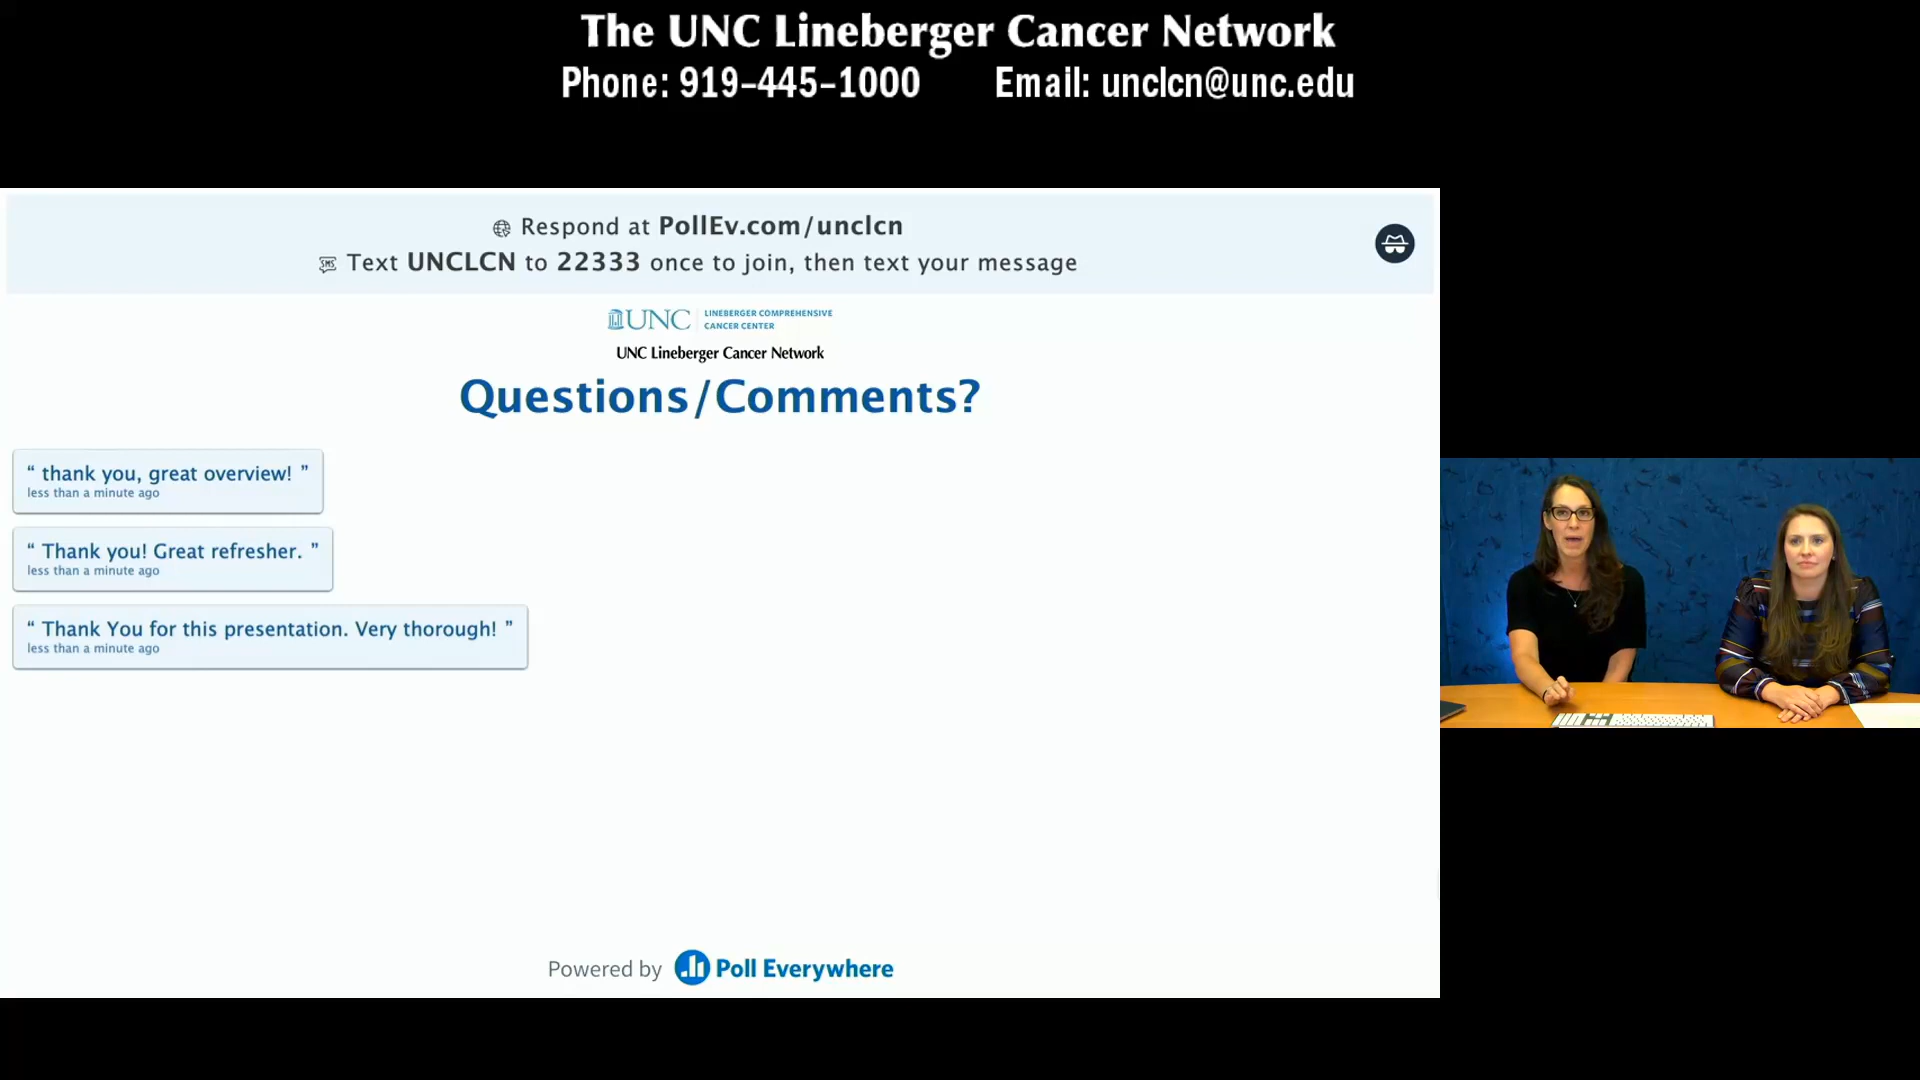 The UNC Lineberger Cancer Network
Phone: 919-445-1000 Email: unclcn@unc.edu
Respond at PollEv.com/unclcn
SMS Text UNCLCN to 22333 once to join, then text your message
UNC LINEBERGER COMPREHENSIVE
CANCER CENTER
UNC Lineberger Cancer Network
Questions/Comments?
“ thank you, great overview! ”
less than a minute ago
“ Thank you! Great refresher. ”
less than a minute ago
“ Thank You for this presentation. Very thorough! ”
less than a minute ago
Powered by Poll Everywhere